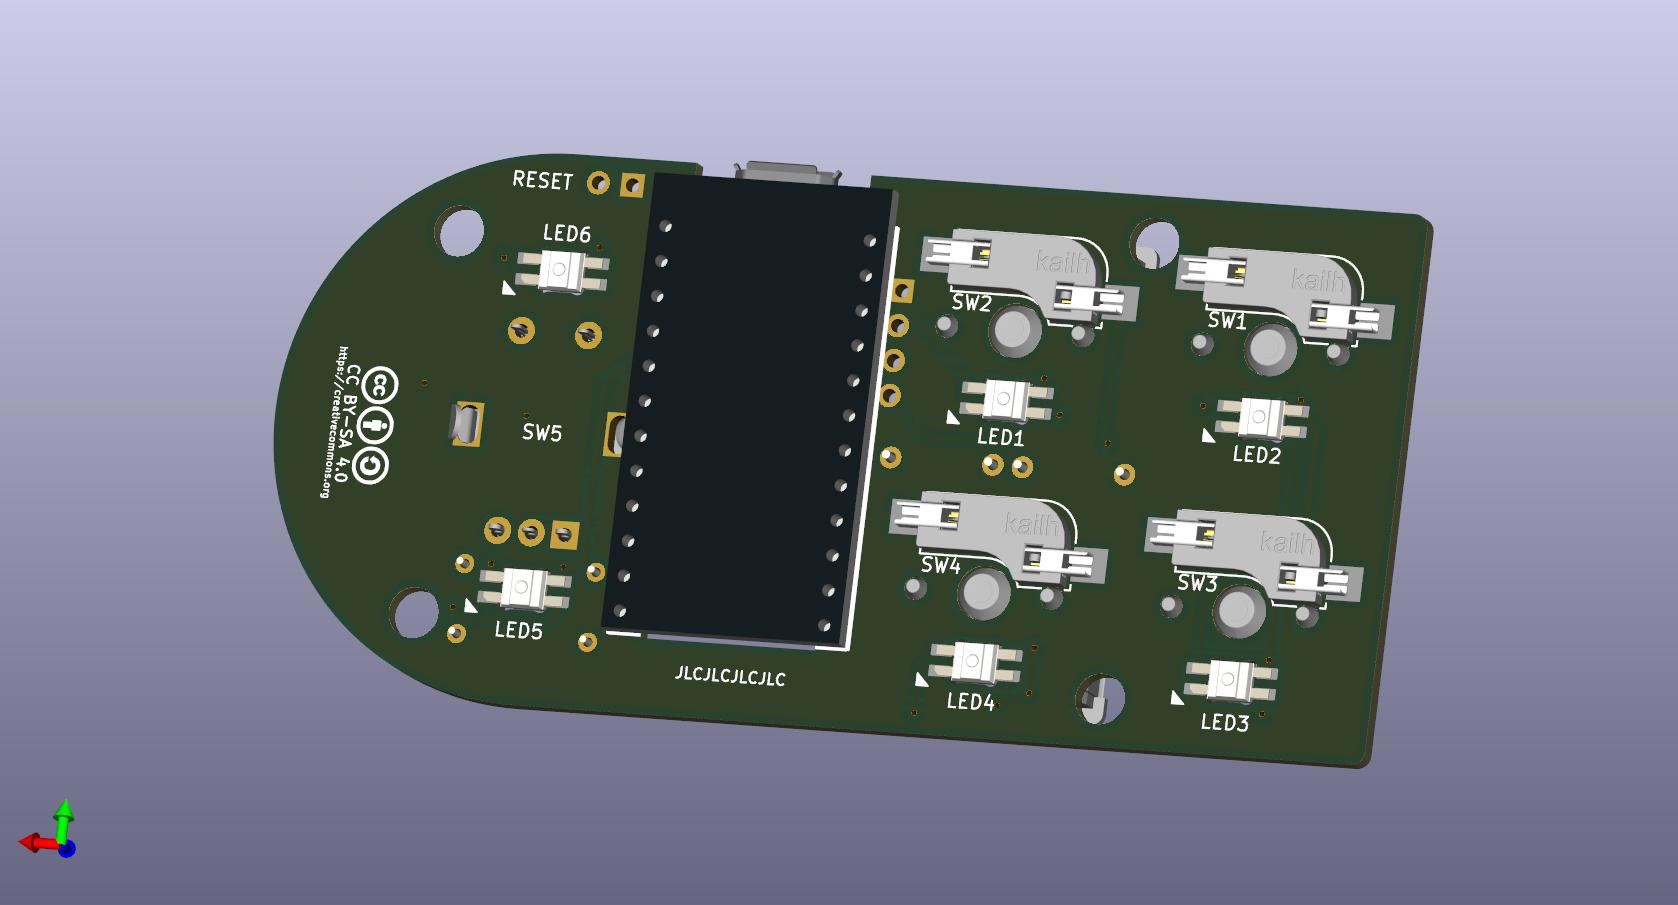 RESET
LED6
kailh
kailh
SW2
SW1
https://creativecommons.org
CC BY-SA 4.0
cc
SW5
LED1
LED2
kailh
kailh
SW4
SW3
LED5
JLCJLCJLCJLC
LED4
LED3